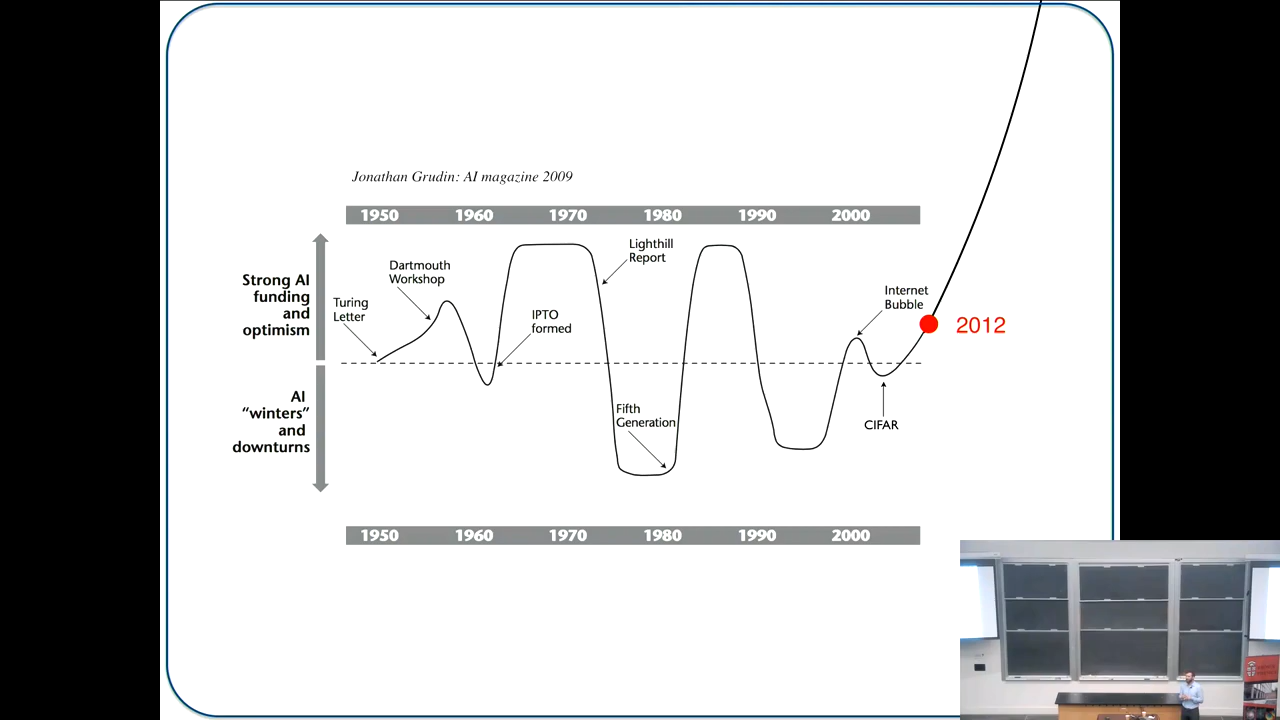 Jonathan Grudin: AI magazine 2009
1950 1960 1970 1980 1990 2000
Strong AI
funding
and
optimism
Turing
Letter
Dartmouth
Workshop
IPTO
formed
Lighthill
Report
Internet
Bubble
2012
AI
“winters”
and
downturns
Fifth
Generation
CIFAR
1950 1960 1970 1980 1990 2000